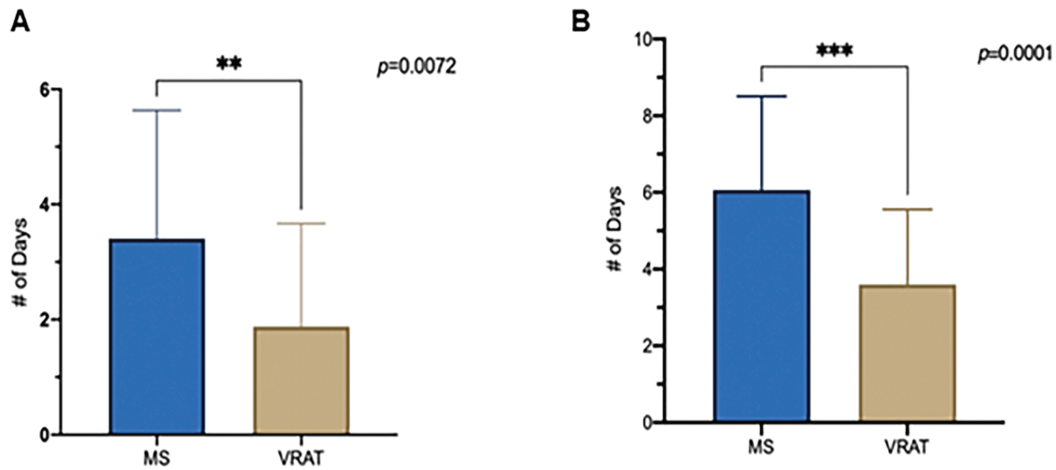 A
**
p=0.0072
# of Days
6
4
2
0
MS
VRAT
B
***
p=0.0001
# of Days
10
8
6
4
2
0
MS
VRAT